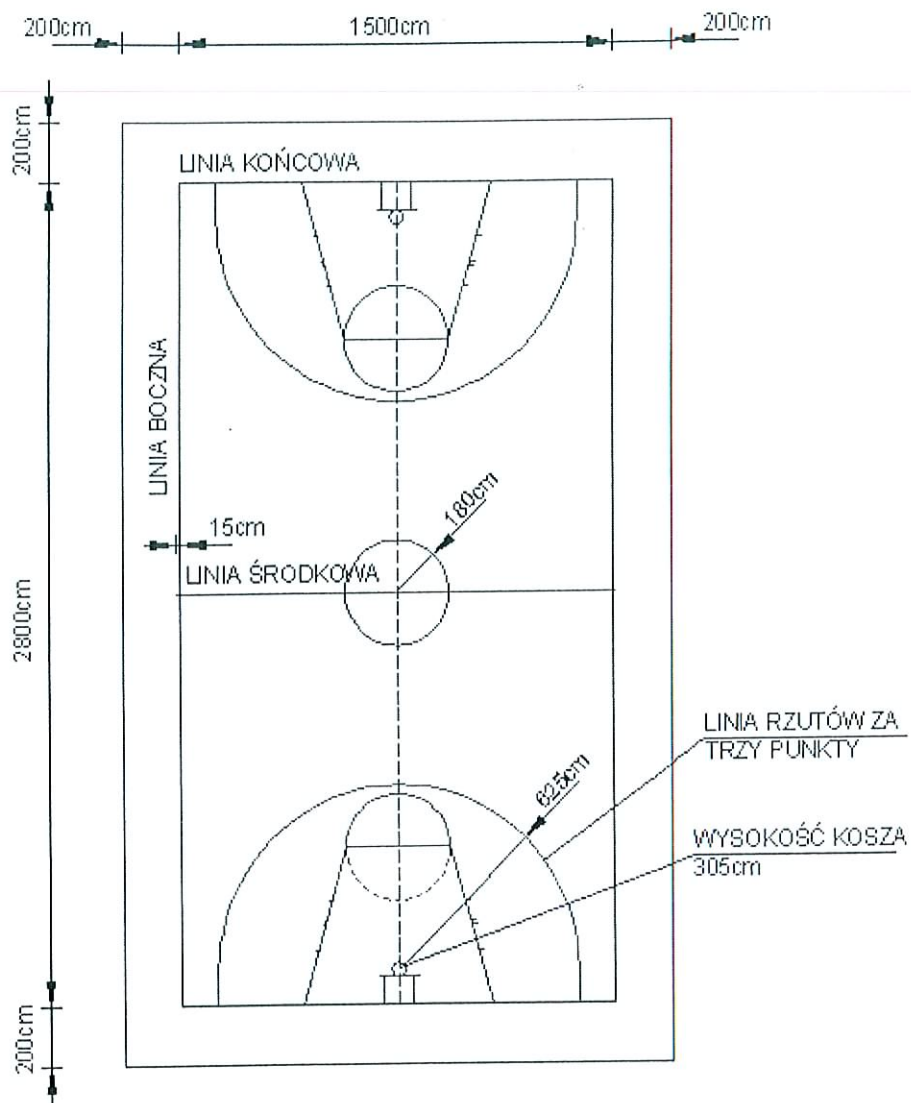 200cm
1500cm
200cm
200cm
LINIA KOŃCOWA
LINIA BOCZNA
180cm
15cm
LINIA ŚRODKOWA
2800cm
LINIA RZUTÓW ZA
TRZY PUNKTY
625cm
WYSOKOŚĆ KOSZA
305cm
200cm